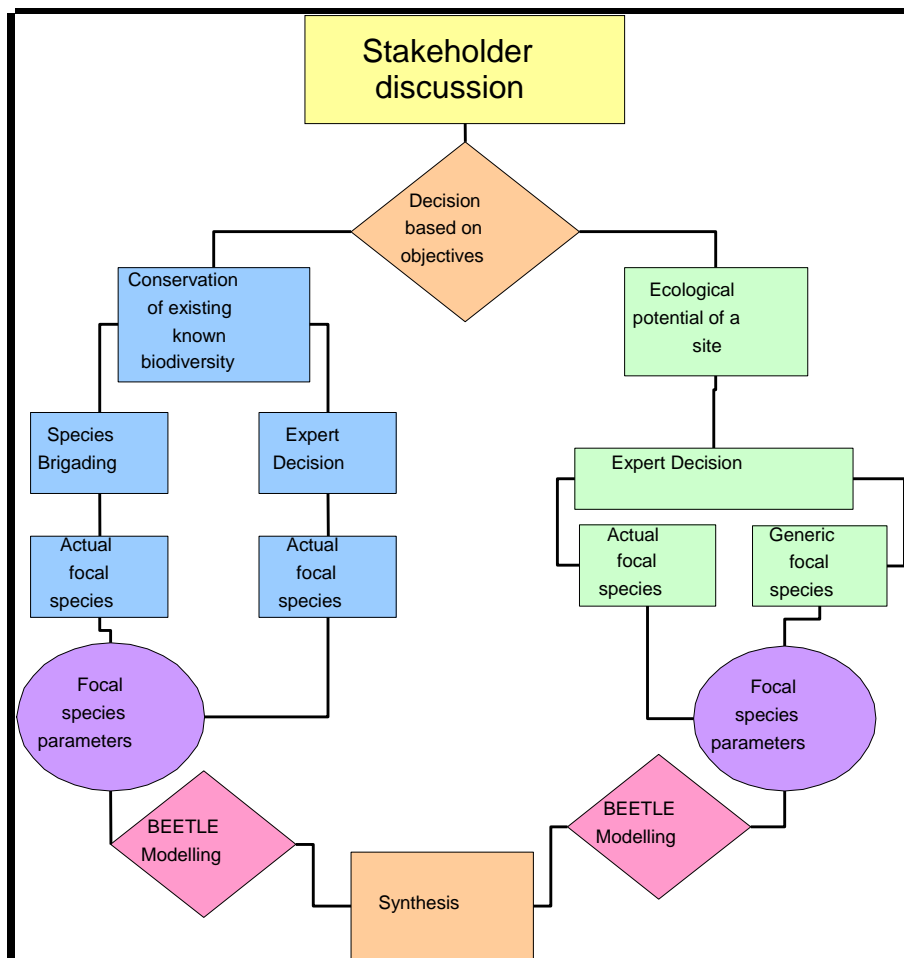 Stakeholder
discussion
Decision
based on
objectives
Conservation
of existing
known
biodiversity
Ecological
potential of a
site
Species
Brigading
Expert
Decision
Expert Decision
Actual
focal
species
Actual
focal
species
Actual
focal
species
Generic
focal
species
Focal
species
parameters
Focal
species
parameters
BEETLE
Modelling
BEETLE
Modelling
Synthesis